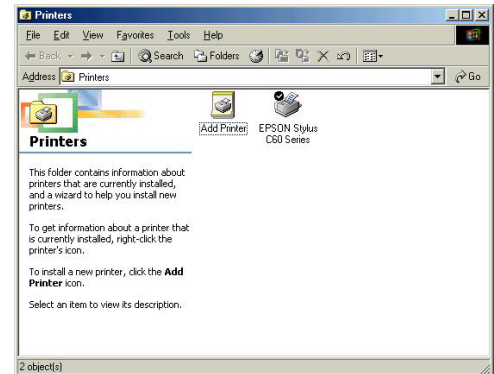 Printers
File Edit View Favorites Tools Help
Back Search Folders
Address Printers Go
Add Printer
EPSON Stylus
C60 Series
Printers
This folder contains information about
printers that are currently installed,
and a wizard to help you install new
printers.
To get information about a printer that
is currently installed, right-click the
printer's icon.
To install a new printer, click the Add
Printer icon.
Select an item to view its description.
2 object(s)